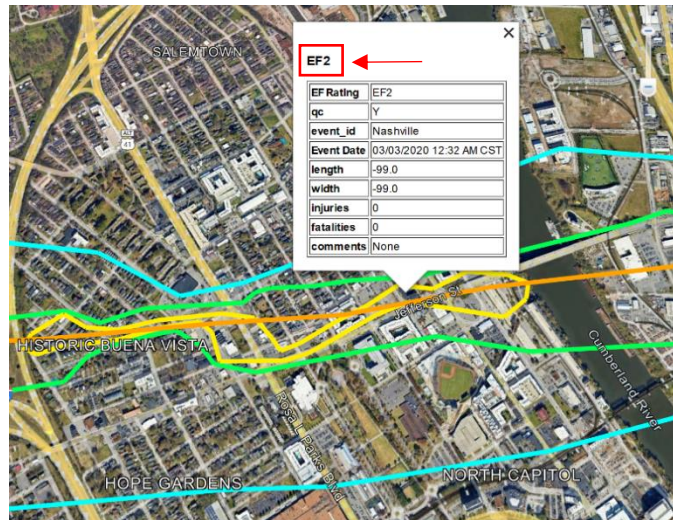 SALEMTOWN
×
EF2
EF Rating EF2
qc Y
event_id Nashville
Event Date 03/03/2020 12:32 AM CST
length -99.0
width -99.0
injuries 0
fatalities 0
comments None
41
Jefferson St
HISTORIC BUENA VISTA
Cumberland River
Rosa L Parks Blvd
HOPE GARDENS
NORTH CAPITOL